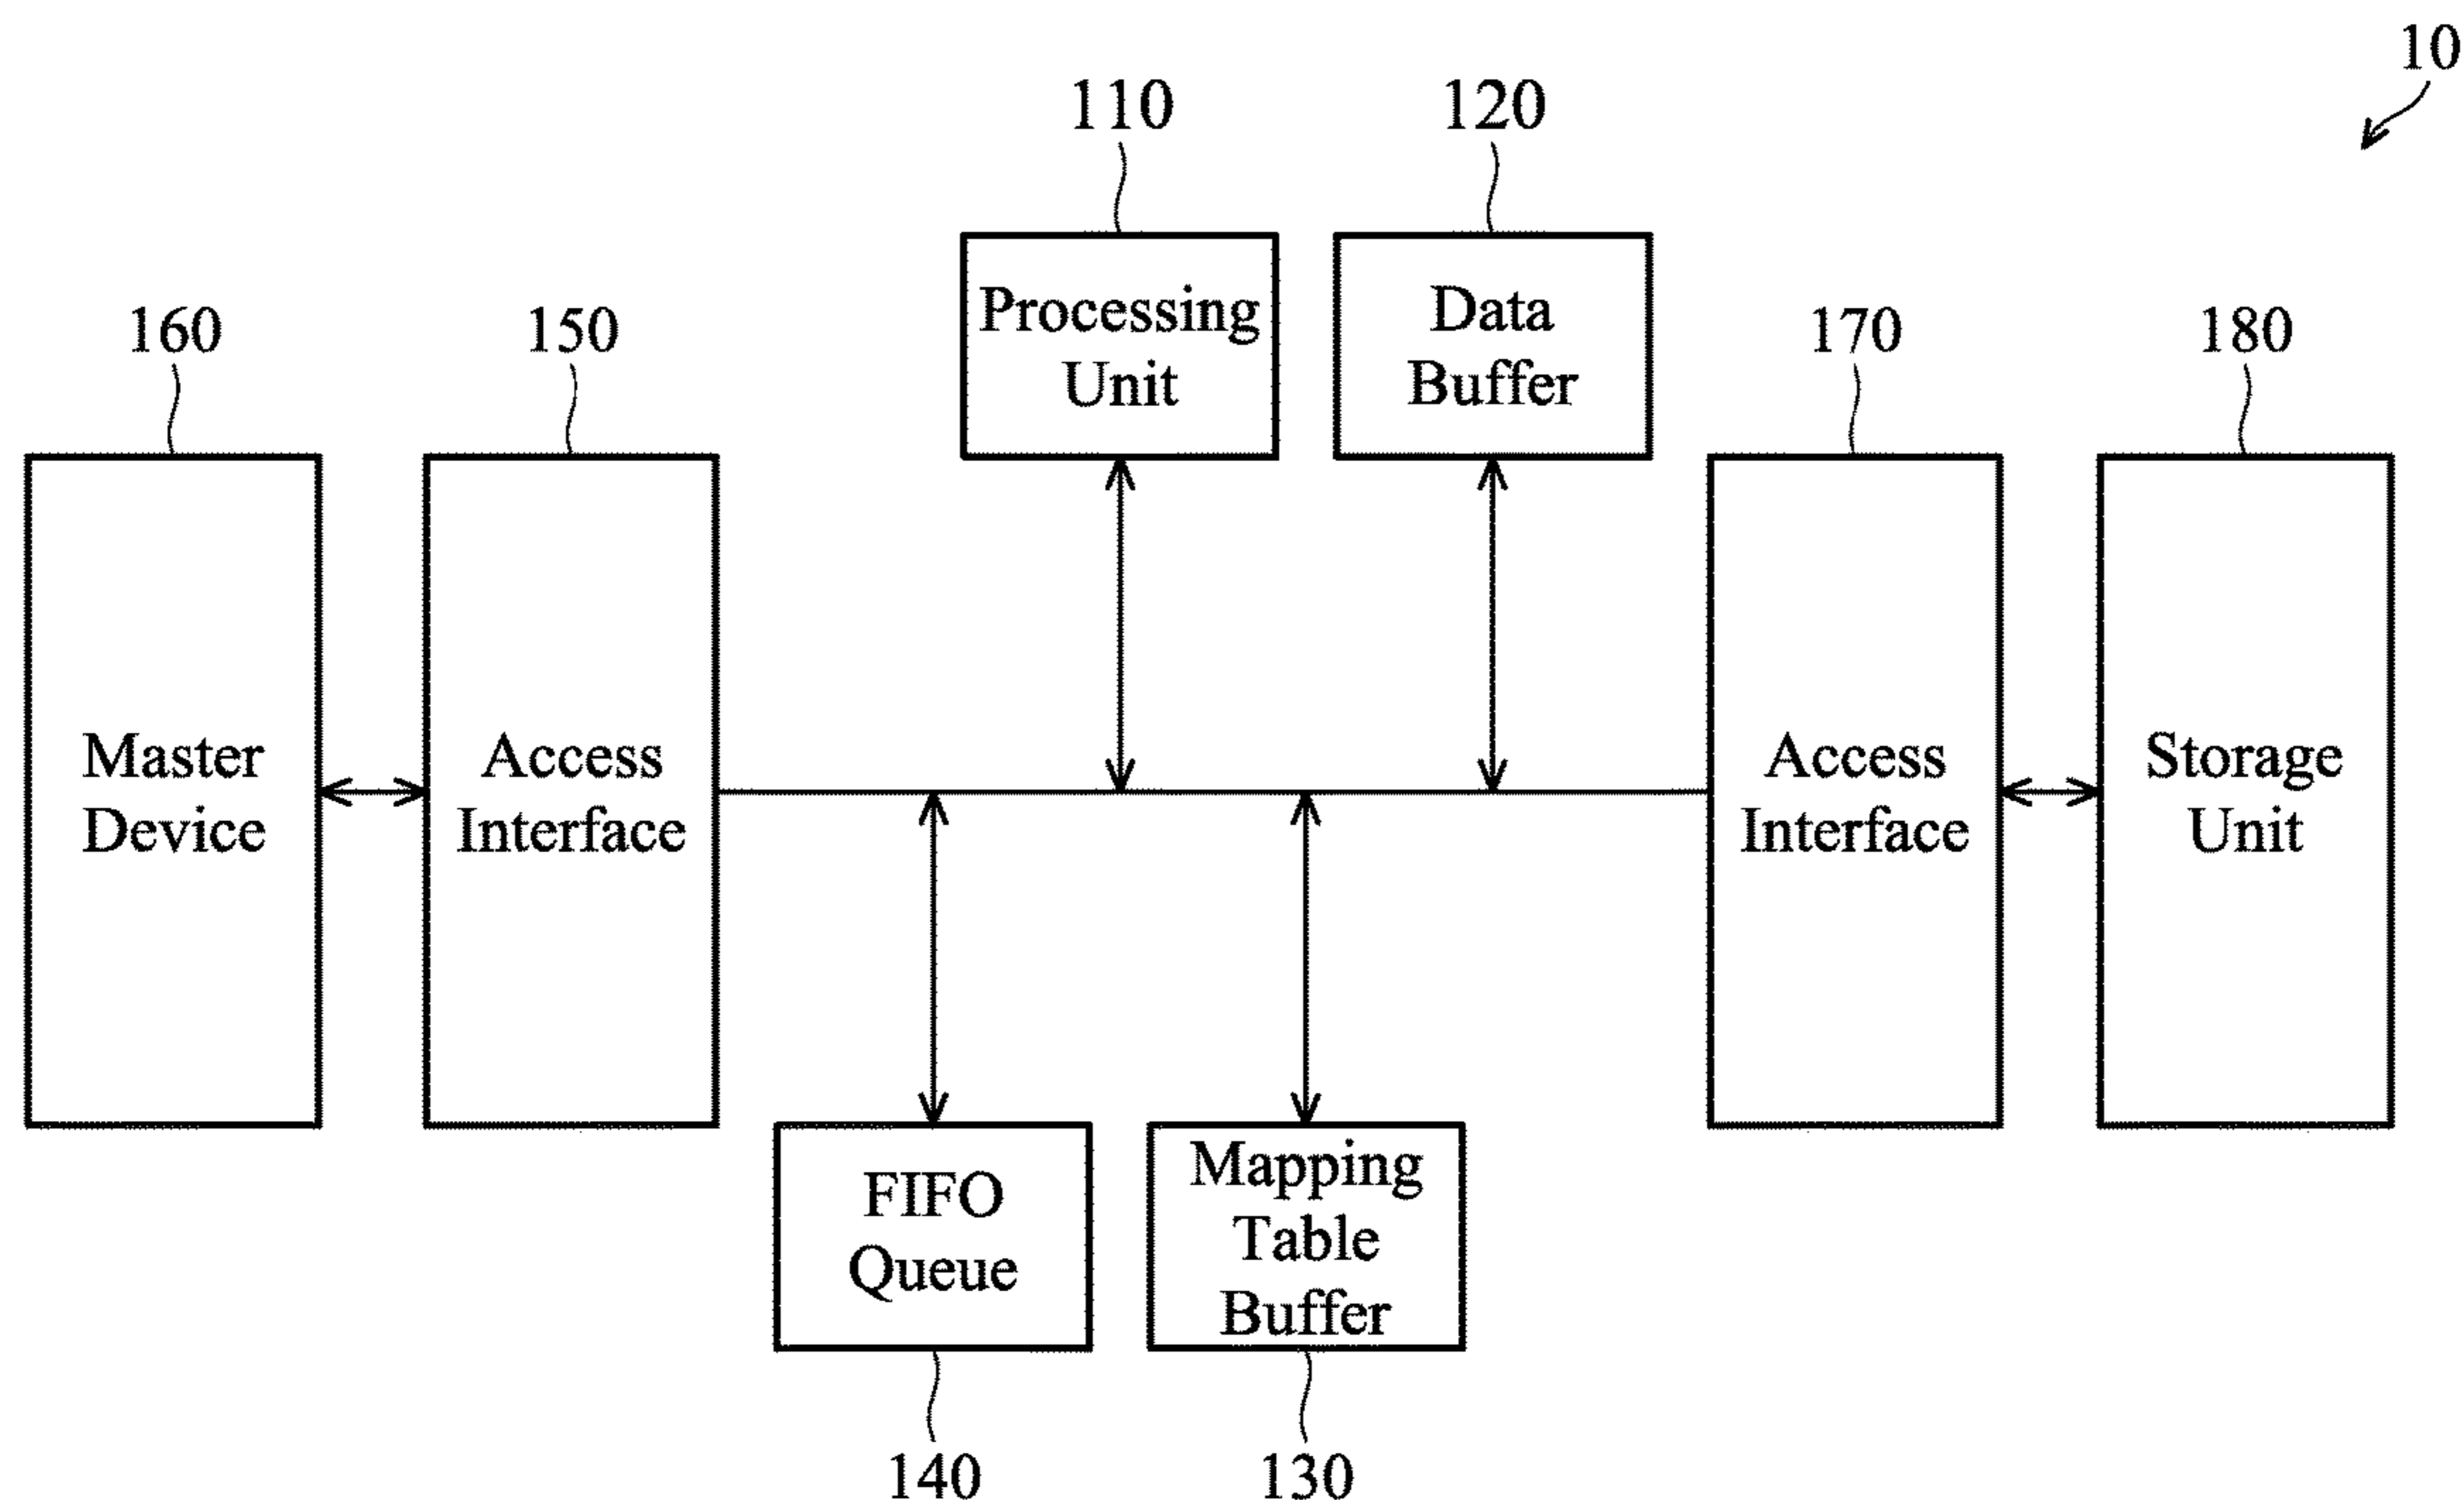 10
110
120
Processing
Unit
Data
Buffer
160
150
170
180
Master
Device
Access
Interface
Access
Interface
Storage
Unit
FIFO
Queue
Mapping
Table
Buffer
140
130